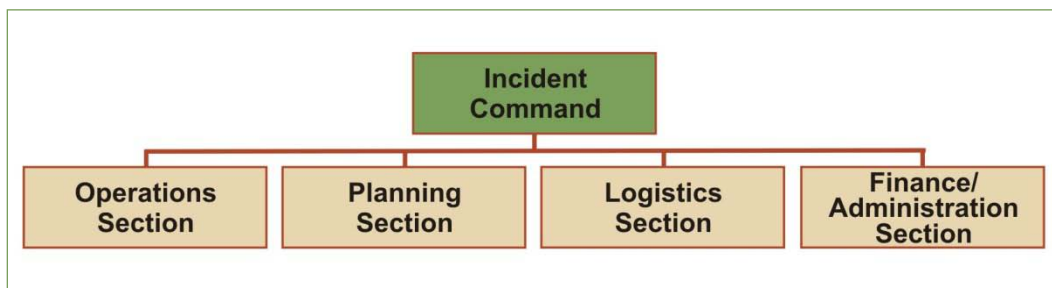 Incident
Command
Operations
Section
Planning
Section
Logistics
Section
Finance/
Administration
Section